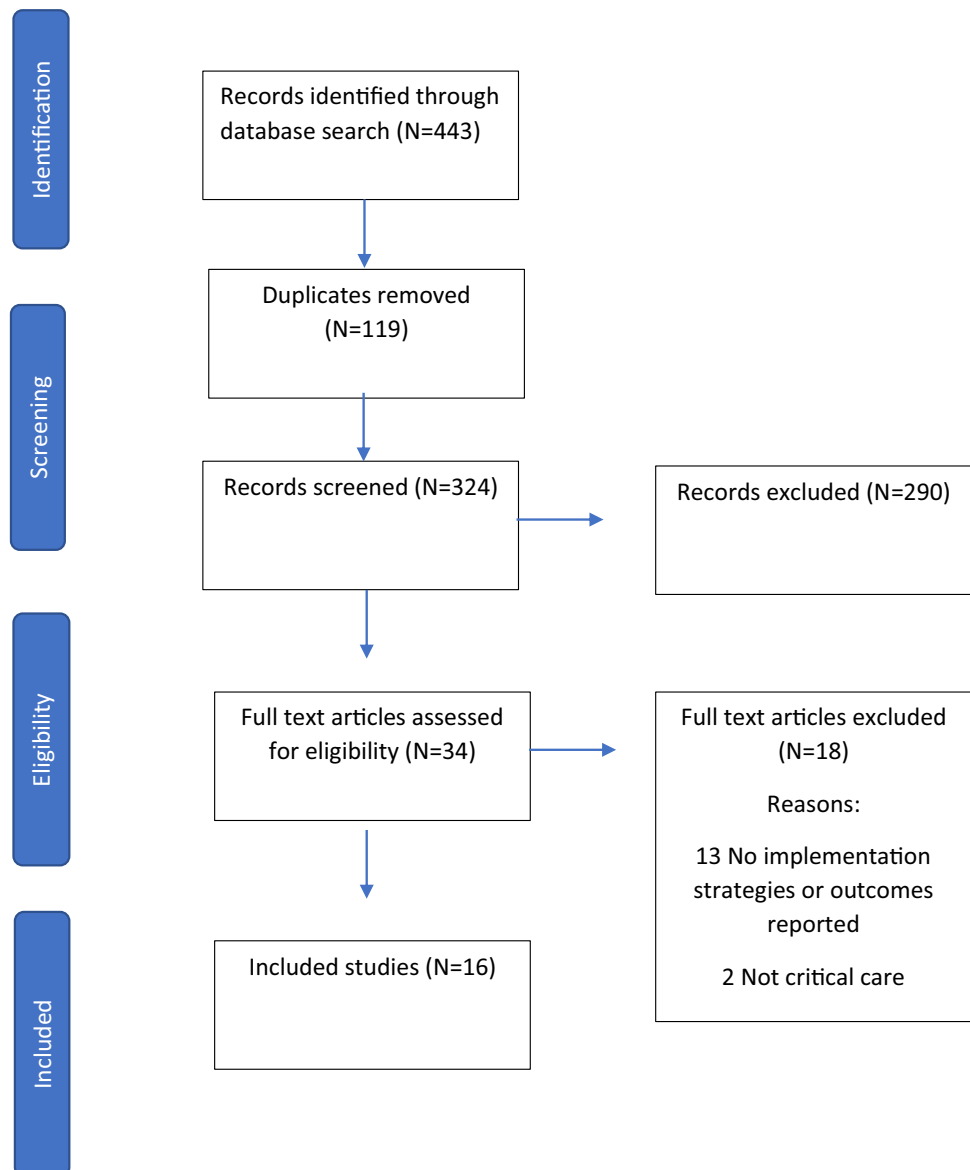 Identification
Records identified through
database search (N=443)
Duplicates removed
(N=119)
Screening
Records screened (N=324)
Records excluded (N=290)
Eligibility
Full text articles assessed
for eligibility (N=34)
Full text articles excluded
(N=18)
Reasons:
13 No implementation
strategies or outcomes
reported
2 Not critical care
Included
Included studies (N=16)